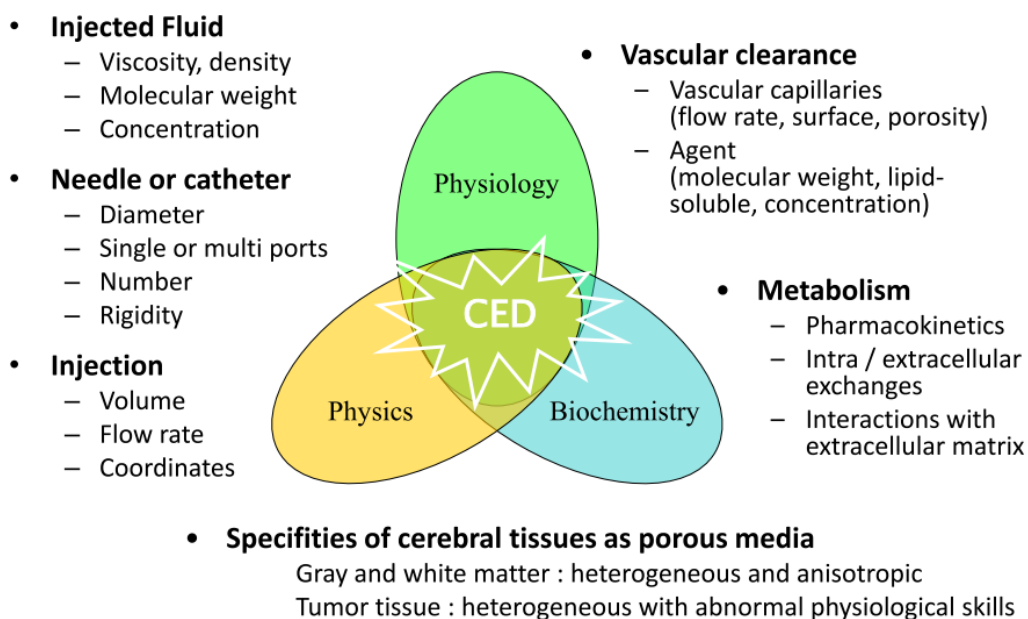 • Injected Fluid
– Viscosity, density
– Molecular weight
– Concentration
• Needle or catheter
– Diameter
– Single or multi ports
– Number
– Rigidity
• Injection
– Volume
– Flow rate
– Coordinates
Physiology
CED
Physics
Biochemistry
• Vascular clearance
– Vascular capillaries
(flow rate, surface, porosity)
– Agent
(molecular weight, lipid-
soluble, concentration)
• Metabolism
– Pharmacokinetics
– Intra / extracellular
exchanges
– Interactions with
extracellular matrix
• Specifities of cerebral tissues as porous media
Gray and white matter : heterogeneous and anisotropic
Tumor tissue : heterogeneous with abnormal physiological skills